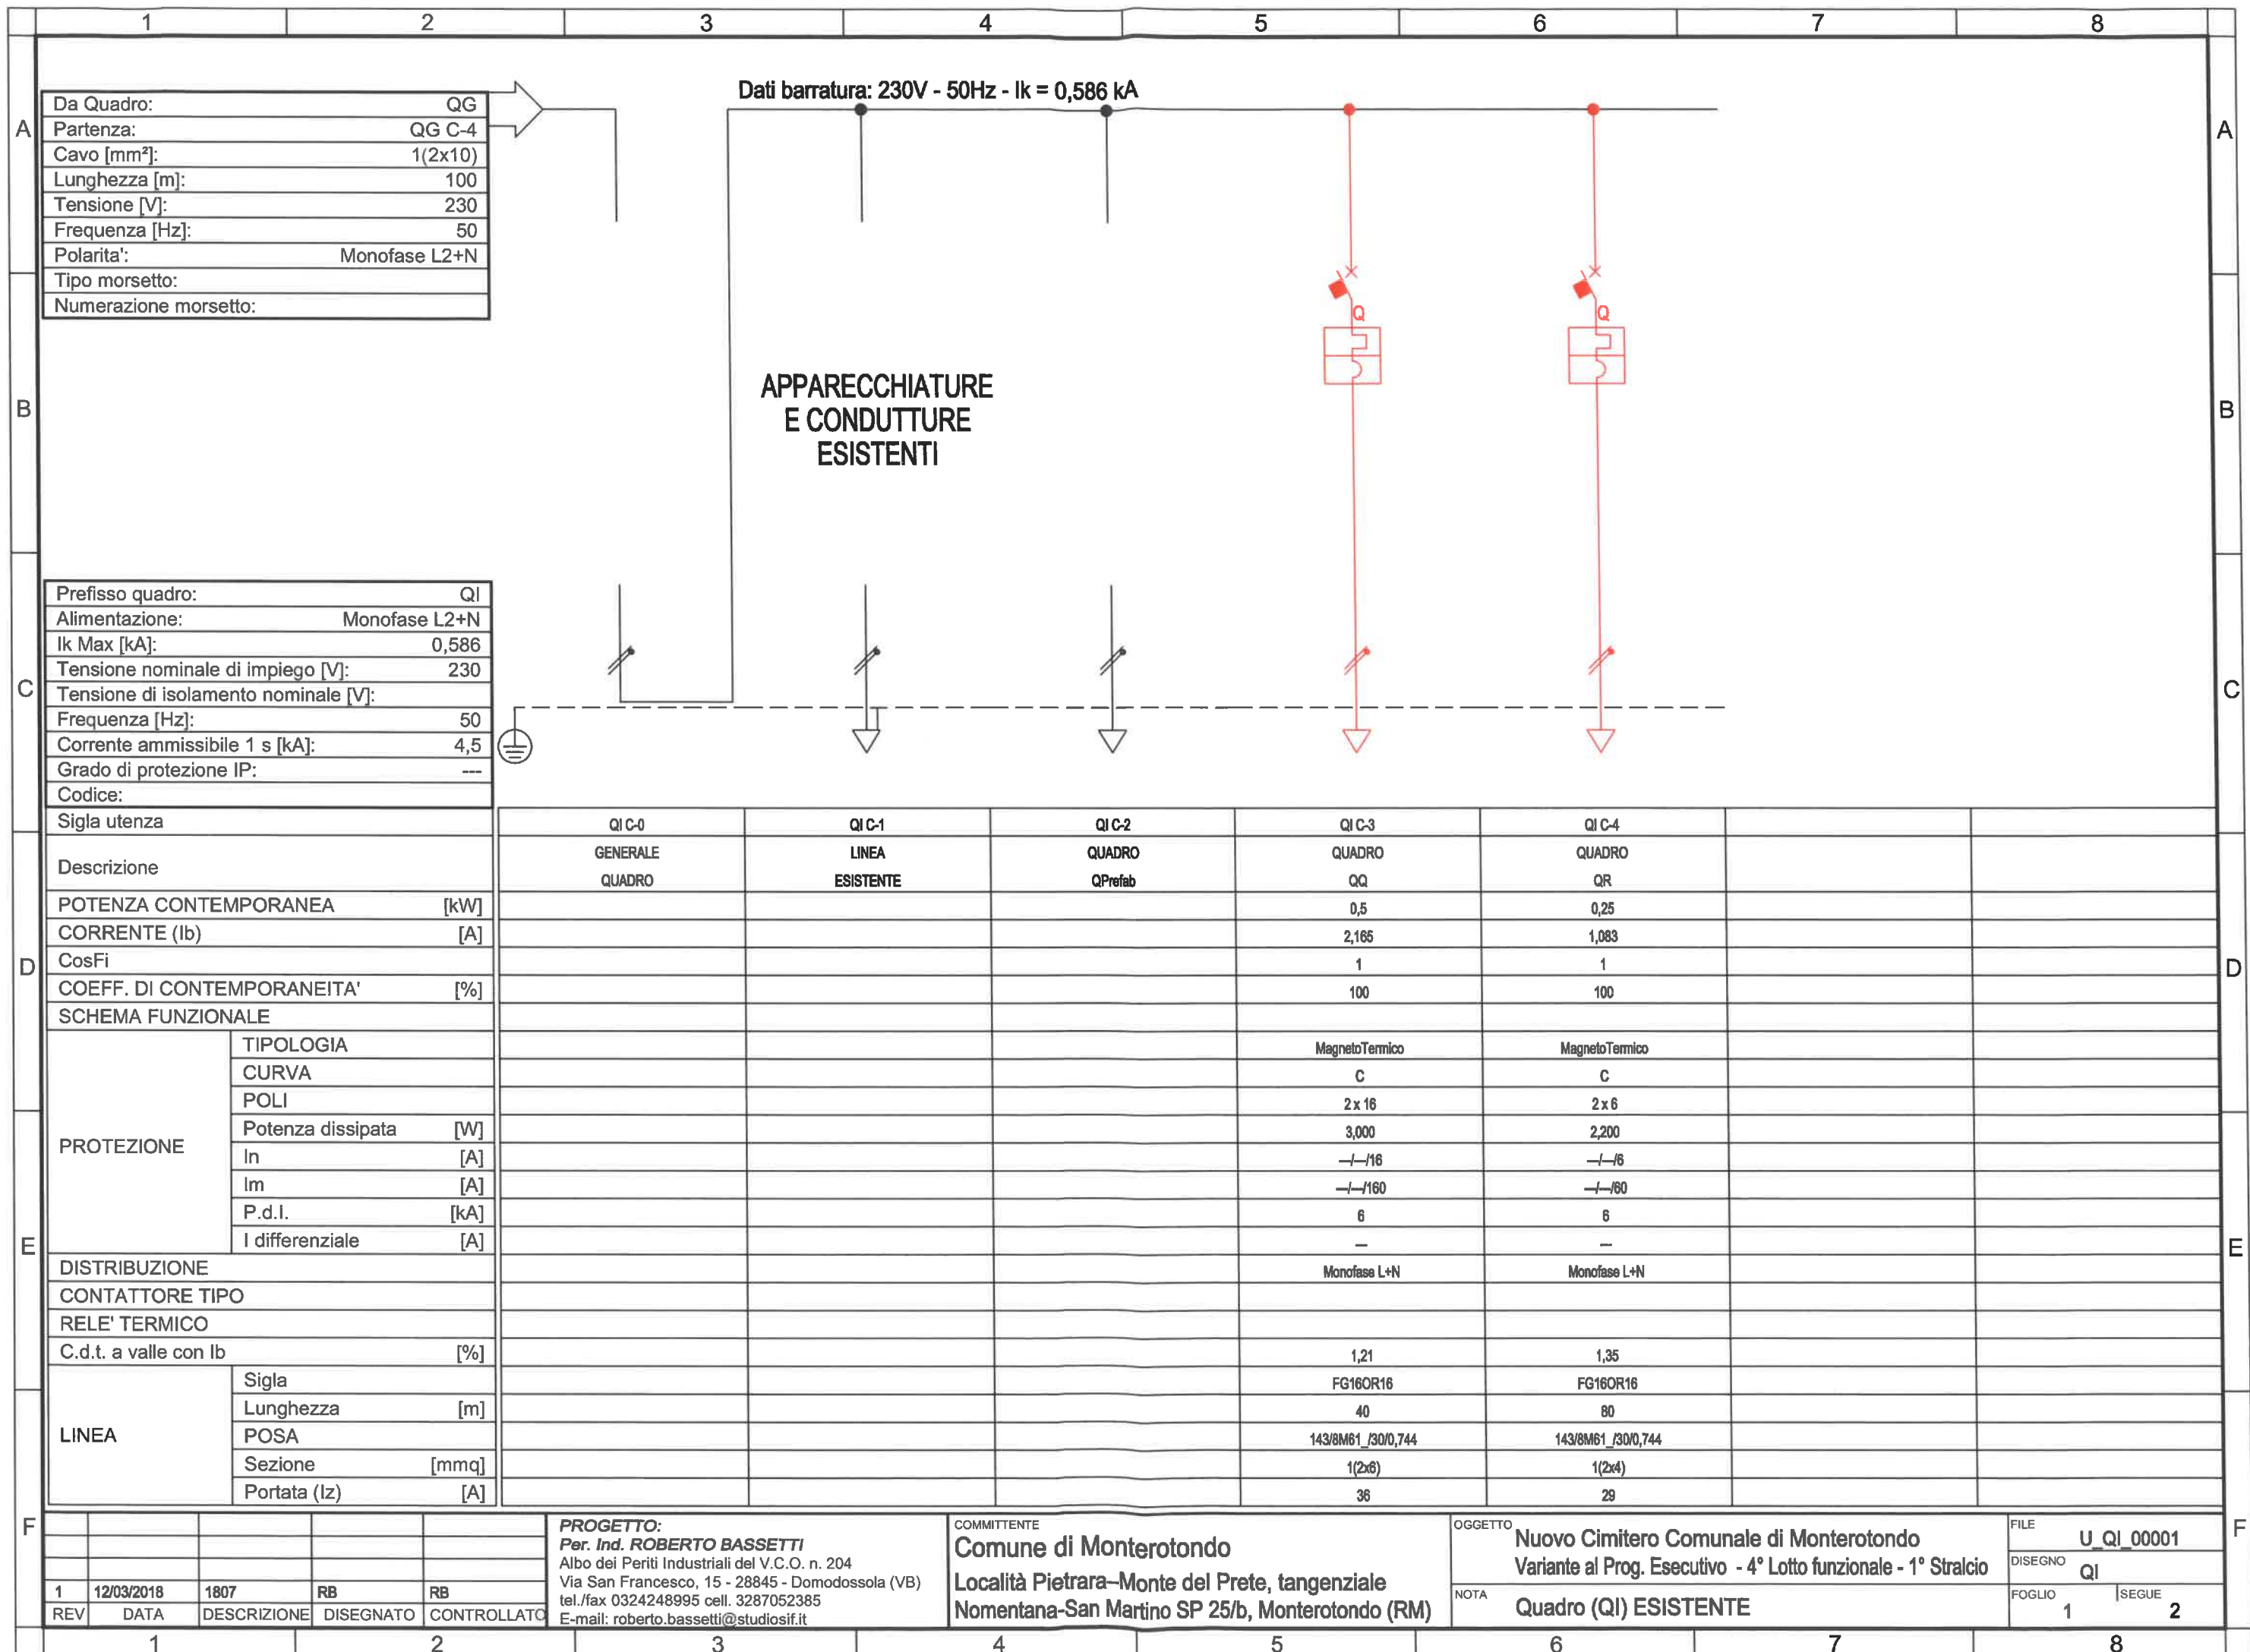 1 2 3 4 5 6 7 8
A A
B B
C C
D D
E E
F F
Da Quadro: QG
Partenza: QG C-4
Cavo [mm²]: 1(2x10)
Lunghezza [m]: 100
Tensione [V]: 230
Frequenza [Hz]: 50
Polarita': Monofase L2+N
Tipo morsetto:
Numerazione morsetto:
Dati barratura: 230V - 50Hz - Ik = 0,586 kA
Q Q
APPARECCHIATURE
E CONDUTTURE
ESISTENTI
Prefisso quadro: QI
Alimentazione: Monofase L2+N
Ik Max [kA]: 0,586
Tensione nominale di impiego [V]: 230
Tensione di isolamento nominale [V]:
Frequenza [Hz]: 50
Corrente ammissibile 1 s [kA]: 4,5
Grado di protezione IP: ---
Codice:
Sigla utenza QI C-0 QI C-1 QI C-2 QI C-3 QI C-4
Descrizione
GENERALE LINEA QUADRO QUADRO QUADRO
QUADRO ESISTENTE QPrefab QQ QR
POTENZA CONTEMPORANEA [kW] 0,5 0,25
CORRENTE (Ib) [A] 2,165 1,083
CosFi 1 1
COEFF. DI CONTEMPORANEITA' [%] 100 100
SCHEMA FUNZIONALE
PROTEZIONE
TIPOLOGIA MagnetoTermico MagnetoTermico
CURVA C C
POLI 2 x 16 2 x 6
Potenza dissipata [W] 3,000 2,200
In [A] ---/---/16 ---/---/6
Im [A] ---/---/160 ---/---/60
P.d.I. [kA] 6 6
I differenziale [A] --- ---
DISTRIBUZIONE Monofase L+N Monofase L+N
CONTATTORE TIPO
RELE' TERMICO
C.d.t. a valle con Ib [%] 1,21 1,35
LINEA
Sigla FG16OR16 FG16OR16
Lunghezza [m] 40 80
POSA 143/8M61_/30/0,744 143/8M61_/30/0,744
Sezione [mmq] 1(2x6) 1(2x4)
Portata (Iz) [A] 36 29
1 12/03/2018 1807 RB RB
REV DATA DESCRIZIONE DISEGNATO CONTROLLATO
PROGETTO:
Per. Ind. ROBERTO BASSETTI
Albo dei Periti Industriali del V.C.O. n. 204
Via San Francesco, 15 - 28845 - Domodossola (VB)
tel./fax 0324248995 cell. 3287052385
E-mail: roberto.bassetti@studiosif.it
COMMITTENTE
Comune di Monterotondo
Località Pietrara–Monte del Prete, tangenziale
Nomentana-San Martino SP 25/b, Monterotondo (RM)
OGGETTO
Nuovo Cimitero Comunale di Monterotondo
Variante al Prog. Esecutivo - 4° Lotto funzionale - 1° Stralcio
NOTA
Quadro (QI) ESISTENTE
FILE
U_QI_00001
DISEGNO
QI
FOGLIO SEGUE
1 2
1 2 3 4 5 6 7 8